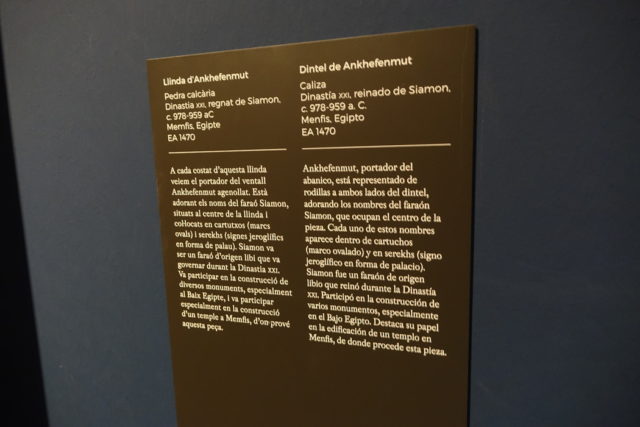 Llinda d'Ankhefenmut
Pedra calcària
Dinastia XXI, regnat de Siamon,
c. 978-959 aC
Memfis, Egipte
EA 1470
A cada costat d'aquesta llinda
veiem el portador del ventall
Ankhefenmut agenollat. Està
adorant els noms del faraó Siamon,
situats al centre de la llinda i
col·locats en cartutxos (marcs
ovals) i serekhs (signes jeroglífics
en forma de palau). Siamon va
ser un faraó d'origen libi que va
governar durant la Dinastia XXI.
Va participar en la construcció de
diversos monuments, especialment
al Baix Egipte, i va participar
especialment en la construcció
d'un temple a Memfis, d'on prové
aquesta peça.
Dintel de Ankhefenmut
Caliza
Dinastía XXI, reinado de Siamon,
c. 978-959 a. C.
Menfis, Egipto
EA 1470
Ankhefenmut, portador del
abanico, está representado de
rodillas a ambos lados del dintel,
adorando los nombres del faraón
Siamon, que ocupan el centro de la
pieza. Cada uno de estos nombres
aparece dentro de cartuchos
(marco ovalado) y en serekhs (signo
jeroglífico en forma de palacio).
Siamon fue un faraón de origen
libio que reinó durante la Dinastía
XXI. Participó en la construcción de
varios monumentos, especialmente
en el Bajo Egipto. Destaca su papel
en la edificación de un templo en
Menfis, de donde procede esta pieza.